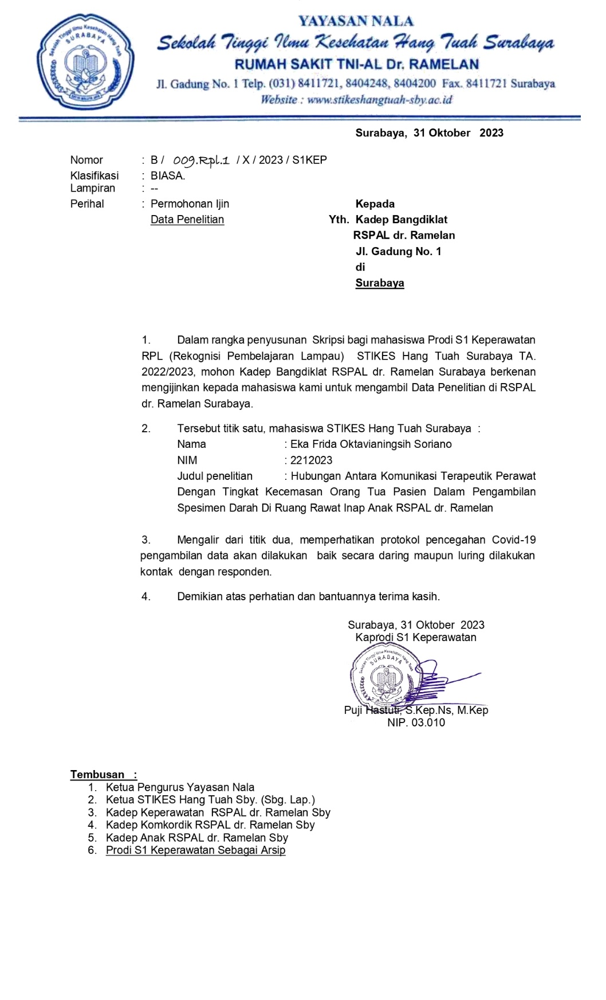 YAYASAN NALA
Sekolah Tinggi Ilmu Kesehatan Hang Tuah Surabaya
RUMAH SAKIT TNI-AL Dr. RAMELAN
Jl. Gadung No. 1 Telp. (031) 8411721, 8404248, 8404200 Fax. 8411721 Surabaya
Website : www.stikeshangtuah-sby.ac.id
Sekolah Tinggi Ilmu Kesehatan Hang Tuah
SURABAYA
Surabaya, 31 Oktober 2023
Nomor : B / 009.Rpl.1 / X / 2023 / S1KEP
Klasifikasi : BIASA.
Lampiran : --
Perihal : Permohonan Ijin
Data Penelitian
Kepada
Yth. Kadep Bangdiklat
RSPAL dr. Ramelan
Jl. Gadung No. 1
di
Surabaya
1. Dalam rangka penyusunan Skripsi bagi mahasiswa Prodi S1 Keperawatan
RPL (Rekognisi Pembelajaran Lampau) STIKES Hang Tuah Surabaya TA.
2022/2023, mohon Kadep Bangdiklat RSPAL dr. Ramelan Surabaya berkenan
mengijinkan kepada mahasiswa kami untuk mengambil Data Penelitian di RSPAL
dr. Ramelan Surabaya.
2. Tersebut titik satu, mahasiswa STIKES Hang Tuah Surabaya :
Nama : Eka Frida Oktavianingsih Soriano
NIM : 2212023
Judul penelitian : Hubungan Antara Komunikasi Terapeutik Perawat
Dengan Tingkat Kecemasan Orang Tua Pasien Dalam Pengambilan
Spesimen Darah Di Ruang Rawat Inap Anak RSPAL dr. Ramelan
3. Mengalir dari titik dua, memperhatikan protokol pencegahan Covid-19
pengambilan data akan dilakukan baik secara daring maupun luring dilakukan
kontak dengan responden.
4. Demikian atas perhatian dan bantuannya terima kasih.
Surabaya, 31 Oktober 2023
Kaprodi S1 Keperawatan
Sekolah Tinggi Ilmu Kesehatan Hang Tuah
SURABAYA
Puji Hastuti, S.Kep.Ns, M.Kep
NIP. 03.010
Tembusan :
1. Ketua Pengurus Yayasan Nala
2. Ketua STIKES Hang Tuah Sby. (Sbg. Lap.)
3. Kadep Keperawatan RSPAL dr. Ramelan Sby
4. Kadep Komkordik RSPAL dr. Ramelan Sby
5. Kadep Anak RSPAL dr. Ramelan Sby
6. Prodi S1 Keperawatan Sebagai Arsip